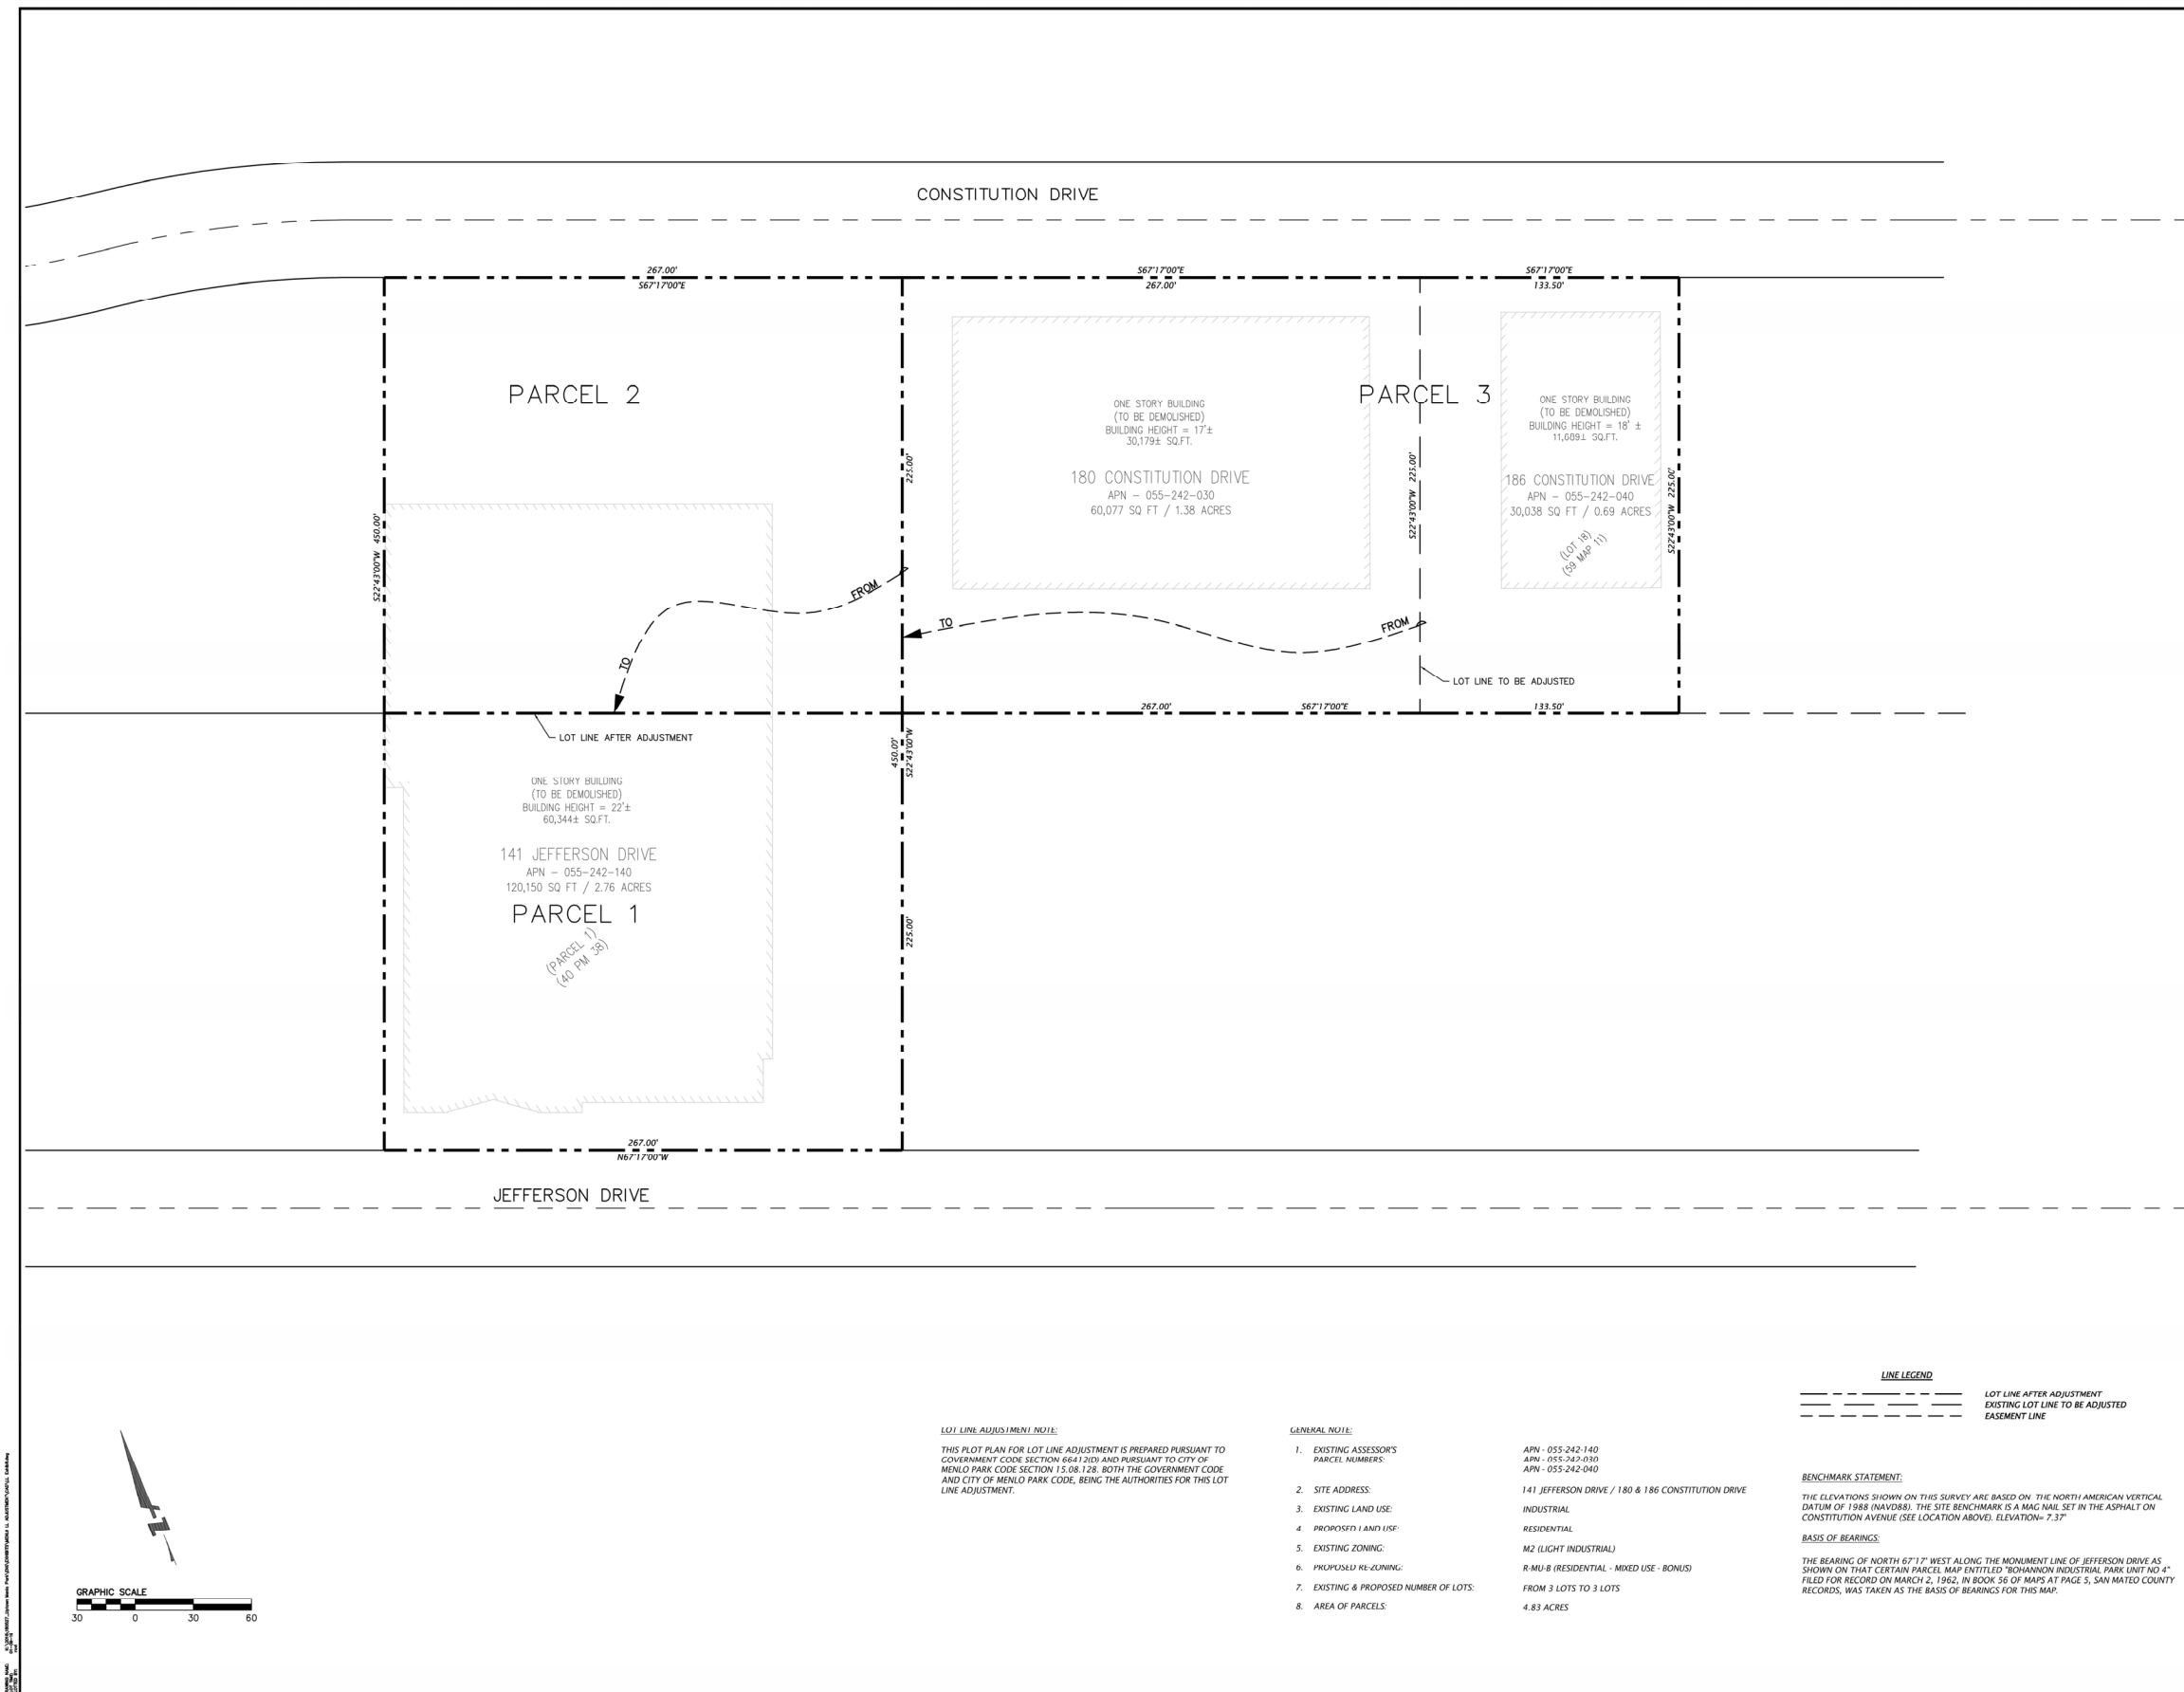 CONSTITUTION DRIVE
267.00'
S67°17'00"E
S67°17'00"E
267.00'
S67°17'00"E
133.50'
PARCEL 2
PARCEL 3
ONE STORY BUILDING
(TO BE DEMOLISHED)
BUILDING HEIGHT = 17'±
30,179± SQ.FT.
180 CONSTITUTION DRIVE
APN - 055-242-030
60,077 SQ FT / 1.38 ACRES
ONE STORY BUILDING
(TO BE DEMOLISHED)
BUILDING HEIGHT = 18' ±
SQ.FT.
186 CONSTITUTION DRIVE
APN - 055-242-040
30,038 SQ FT / 0.69 ACRES
(LOT 18)
(59 MAP 11)
S22°43'00"W 450.00'
225.00'
S22°43'00"W 225.00'
S22°43'00"W 225.00'
FROM
TO
TO
FROM
LOT LINE TO BE ADJUSTED
267.00'
S67°17'00"E
133.50'
LOT LINE AFTER ADJUSTMENT
450.00'
S22°43'00"W
ONE STORY BUILDING
(TO BE DEMOLISHED)
BUILDING HEIGHT = 22'±
60,344± SQ.FT.
141 JEFFERSON DRIVE
APN - 055-242-140
120,150 SQ FT / 2.76 ACRES
PARCEL 1
(PARCEL 1)
(40 PM 38)
225.00'
267.00'
N67°17'00"W
JEFFERSON DRIVE
LINE LEGEND
LOT LINE AFTER ADJUSTMENT
EXISTING LOT LINE TO BE ADJUSTED
EASEMENT LINE
LOT LINE ADJUSTMENT NOTE:
THIS PLOT PLAN FOR LOT LINE ADJUSTMENT IS PREPARED PURSUANT TO
GOVERNMENT CODE SECTION 66412(D) AND PURSUANT TO CITY OF
MENLO PARK CODE SECTION 15.08.128. BOTH THE GOVERNMENT CODE
AND CITY OF MENLO PARK CODE, BEING THE AUTHORITIES FOR THIS LOT
LINE ADJUSTMENT.
GENERAL NOTE:
1. EXISTING ASSESSOR'S APN - 055-242-140
PARCEL NUMBERS: APN - 055-242-030
APN - 055-242-040
2. SITE ADDRESS: 141 JEFFERSON DRIVE / 180 & 186 CONSTITUTION DRIVE
3. EXISTING LAND USE: INDUSTRIAL
4. PROPOSED LAND USE: RESIDENTIAL
5. EXISTING ZONING: M2 (LIGHT INDUSTRIAL)
6. PROPOSED RE-ZONING: R-MU-B (RESIDENTIAL - MIXED USE - BONUS)
7. EXISTING & PROPOSED NUMBER OF LOTS: FROM 3 LOTS TO 3 LOTS
8. AREA OF PARCELS: 4.83 ACRES
BENCHMARK STATEMENT:
THE ELEVATIONS SHOWN ON THIS SURVEY ARE BASED ON THE NORTH AMERICAN VERTICAL
DATUM OF 1988 (NAVD88). THE SITE BENCHMARK IS A MAG NAIL SET IN THE ASPHALT ON
CONSTITUTION AVENUE (SEE LOCATION ABOVE). ELEVATION= 7.37'
BASIS OF BEARINGS:
THE BEARING OF NORTH 67°17' WEST ALONG THE MONUMENT LINE OF JEFFERSON DRIVE AS
SHOWN ON THAT CERTAIN PARCEL MAP ENTITLED "BOHANNON INDUSTRIAL PARK UNIT NO 4"
FILED FOR RECORD ON MARCH 2, 1962, IN BOOK 56 OF MAPS AT PAGE 5, SAN MATEO COUNTY
RECORDS, WAS TAKEN AS THE BASIS OF BEARINGS FOR THIS MAP.
Z
GRAPHIC SCALE
30 0 30 60